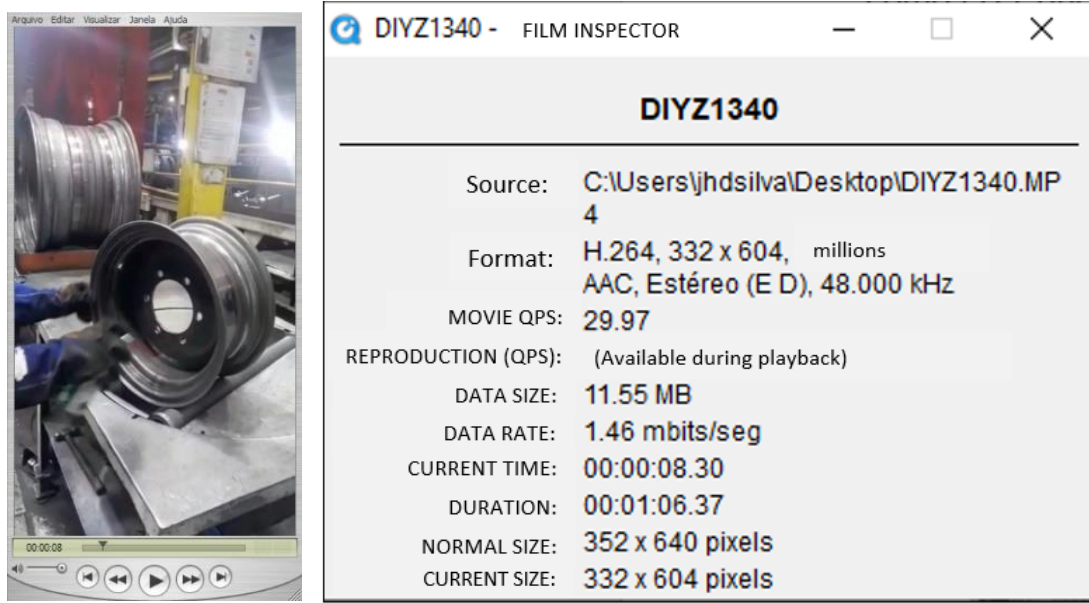 Arquivo Editar Visualizar Janela Ajuda
00:00:08
DIYZ1340 - FILM INSPECTOR
DIYZ1340
Source: C:\Users\jhdsilva\Desktop\DIYZ1340.MP
4
Format: H.264, 332 x 604, millions
AAC, Estéreo (E D), 48.000 kHz
MOVIE QPS: 29.97
REPRODUCTION (QPS): (Available during playback)
DATA SIZE: 11.55 MB
DATA RATE: 1.46 mbits/seg
CURRENT TIME: 00:00:08.30
DURATION: 00:01:06.37
NORMAL SIZE: 352 x 640 pixels
CURRENT SIZE: 332 x 604 pixels